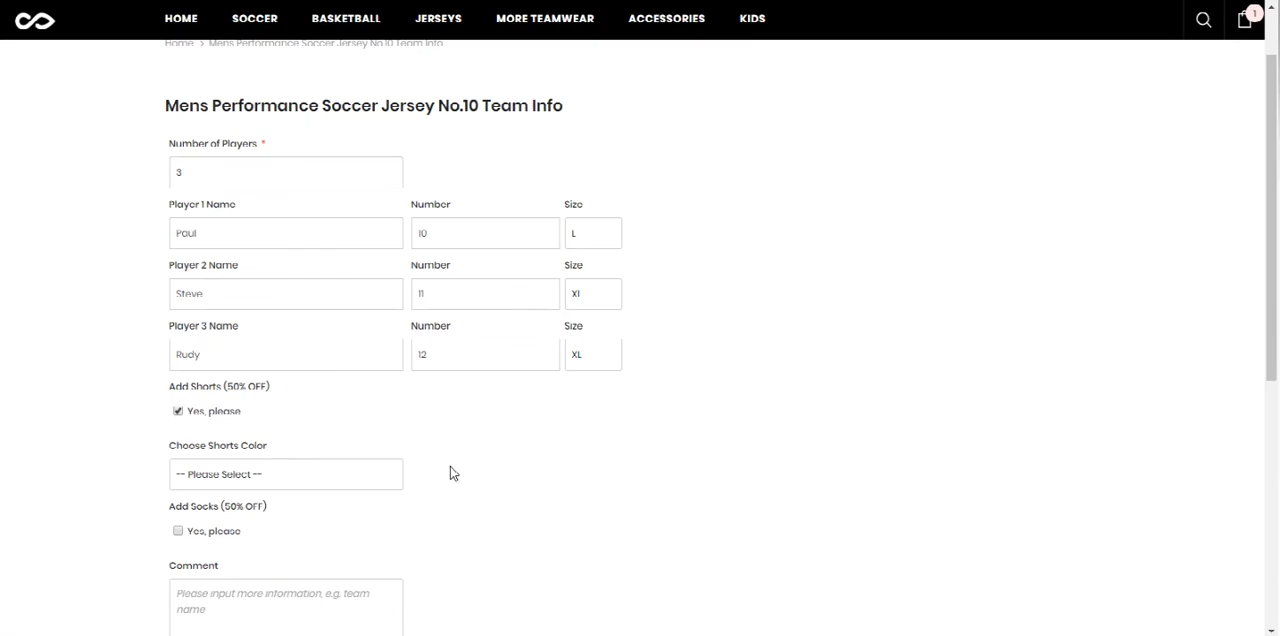 HOME SOCCER BASKETBALL JERSEYS MORE TEAMWEAR ACCESSORIES KIDS 1
Home > Mens Performance Soccer Jersey No.10 Team Info
Mens Performance Soccer Jersey No.10 Team Info
Number of Players *
3
Player 1 Name Number Size
Paul 10 L
Player 2 Name Number Size
Steve 11 XL
Player 3 Name Number Size
Rudy 12 XL
Add Shorts (50% OFF)
Yes, please
Choose Shorts Color
-- Please Select --
Add Socks (50% OFF)
Yes, please
Comment
Please input more information, e.g. team
name